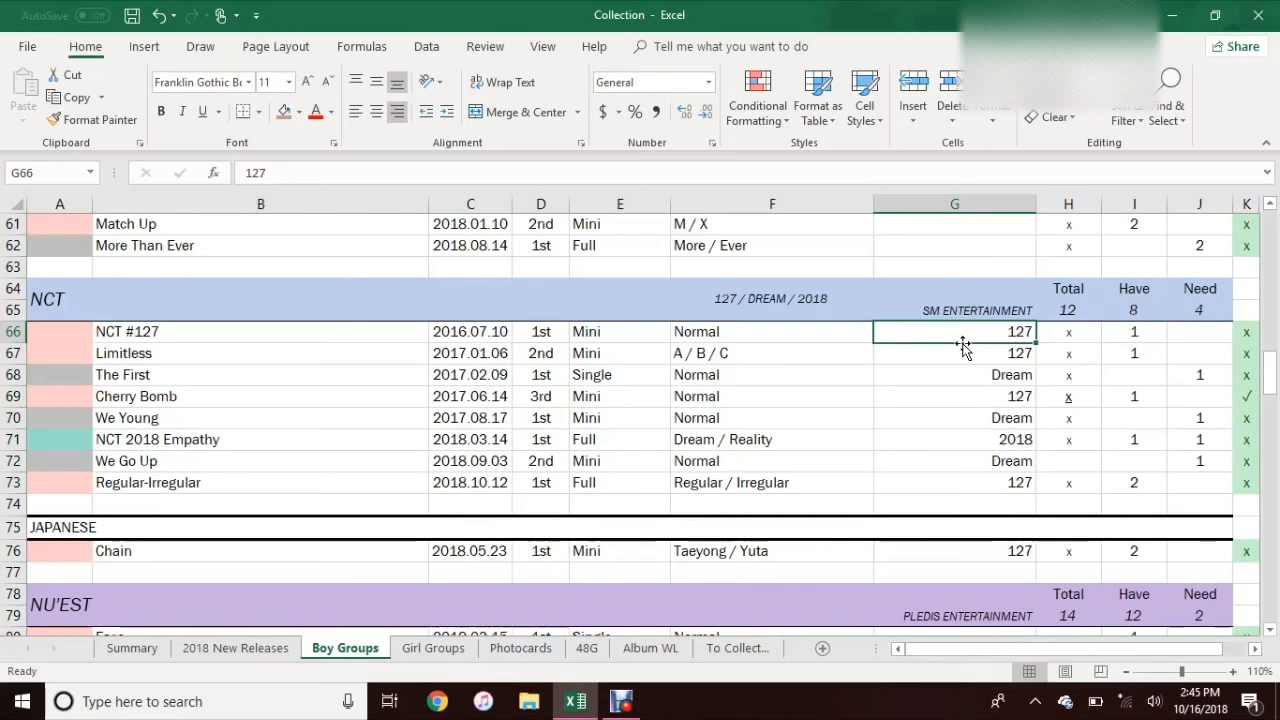 AutoSave Off Collection - Excel
File Home Insert Draw Page Layout Formulas Data Review View Help Tell me what you want to do Share
Paste Cut Copy Format Painter
Clipboard
Franklin Gothic B 11 A A
B I U A
Font
Wrap Text
Merge & Center
Alignment
General
$ % ,
Number
Conditional Formatting Format as Table Cell Styles
Styles
Insert Delete
Cells
Clear Filter Find & Select
Editing
G66 fx 127
A B C D E F G H I J K
61 Match Up 2018.01.10 2nd Mini M / X x 2 x
62 More Than Ever 2018.08.14 1st Full More / Ever x 2 x
63
64 NCT 127 / DREAM / 2018 Total Have Need
65 SM ENTERTAINMENT 12 8 4
66 NCT #127 2016.07.10 1st Mini Normal 127 x 1 x
67 Limitless 2017.01.06 2nd Mini A / B / C 127 x 1 x
68 The First 2017.02.09 1st Single Normal Dream x 1 x
69 Cherry Bomb 2017.06.14 3rd Mini Normal 127 x 1 ✓
70 We Young 2017.08.17 1st Mini Normal Dream 1 x
71 NCT 2018 Empathy 2018.03.14 1st Full Dream / Reality 2018 x 1 1 x
72 We Go Up 2018.09.03 2nd Mini Normal Dream 1 x
73 Regular-Irregular 2018.10.12 1st Full Regular / Irregular 127 x 2 x
74
75 JAPANESE
76 Chain 2018.05.23 1st Mini Taeyong / Yuta 127 x 2 x
77
78 NU'EST Total Have Need
79 PLEDIS ENTERTAINMENT 14 12 2
Summary 2018 New Releases Boy Groups Girl Groups Photocards 48G Album WL To Collect...
Ready 110%
Type here to search
2:45 PM
10/16/2018